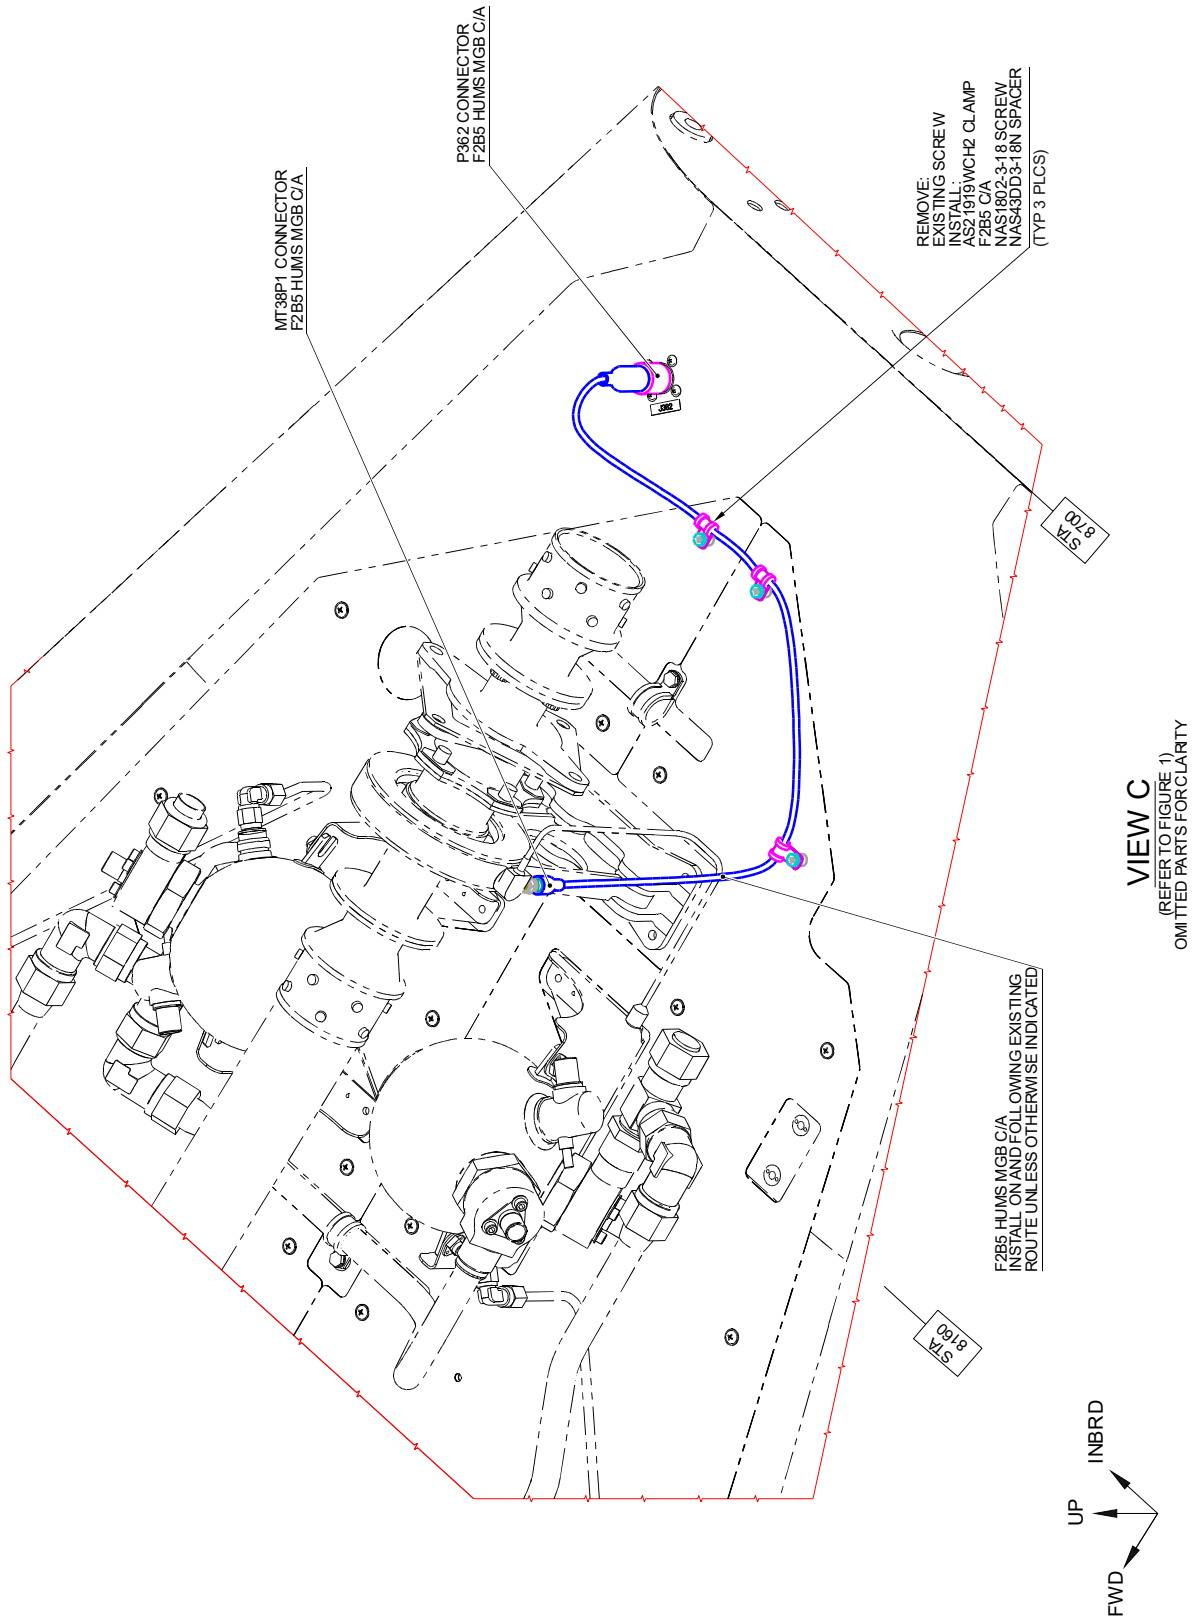 MT38P1 CONNECTOR
F2B5 HUMS MGB C/A
P362 CONNECTOR
F2B5 HUMS MGB C/A
J362
REMOVE:
EXISTING SCREW
INSTALL:
AS21919WCH2 CLAMP
F2B5 C/A
NAS1802-3-18 SCREW
NAS43DD3-18N SPACER
(TYP 3 PLCS)
STA
8700
F2B5 HUMS MGB C/A
INSTALL ON AND FOLLOWING EXISTING
ROUTE UNLESS OTHERWISE INDICATED
STA
8160
UP
INBRD
FWD
VIEW C
(REFER TO FIGURE 1)
OMITTED PARTS FOR CLARITY